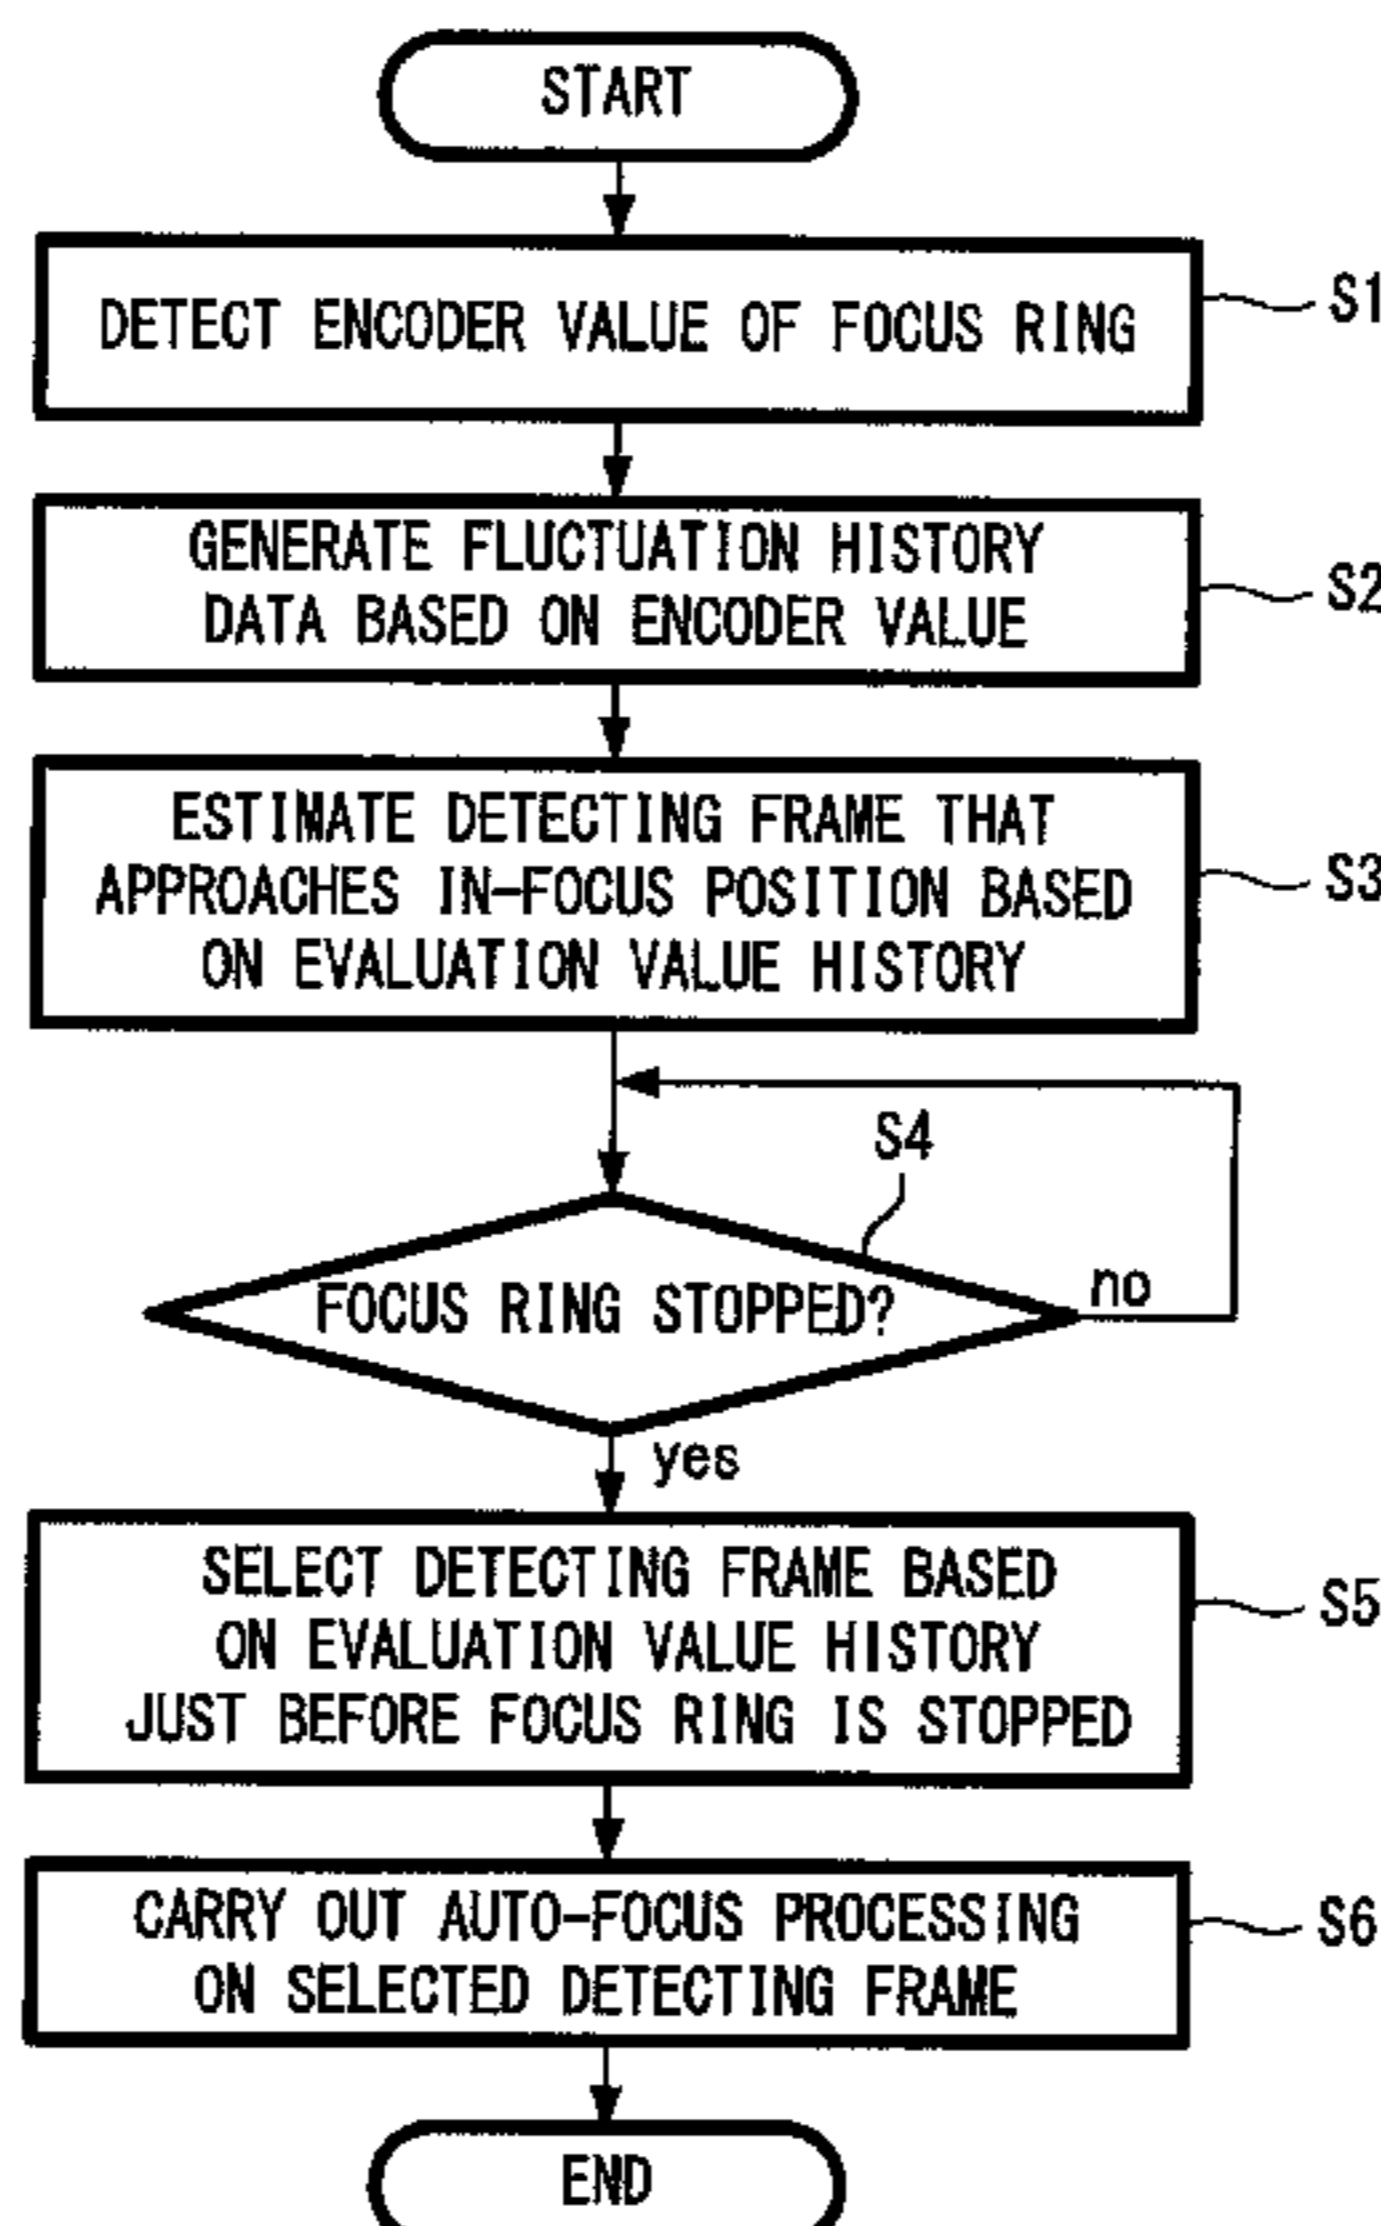 START
DETECT ENCODER VALUE OF FOCUS RING
S1
GENERATE FLUCTUATION HISTORY
DATA BASED ON ENCODER VALUE
S2
ESTIMATE DETECTING FRAME THAT
APPROACHES IN-FOCUS POSITION BASED
ON EVALUATION VALUE HISTORY
S3
S4
FOCUS RING STOPPED?
no
yes
SELECT DETECTING FRAME BASED
ON EVALUATION VALUE HISTORY
JUST BEFORE FOCUS RING IS STOPPED
S5
CARRY OUT AUTO-FOCUS PROCESSING
ON SELECTED DETECTING FRAME
S6
END